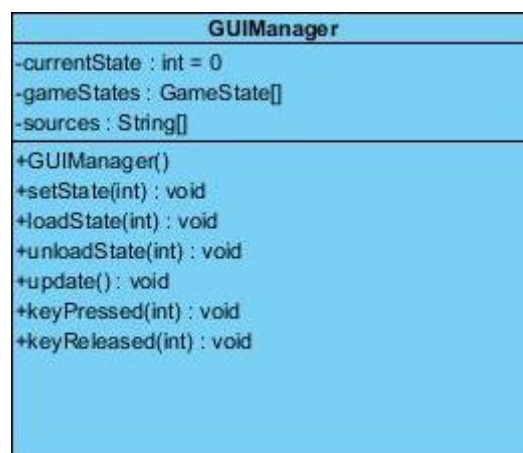 GUIManager
-currentState : int = 0
-gameStates : GameState[]
-sources : String[]
+GUIManager()
+setState(int) : void
+loadState(int) : void
+unloadState(int) : void
+update() : void
+keyPressed(int) : void
+keyReleased(int) : void